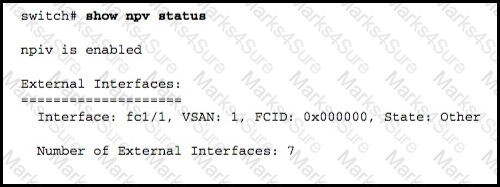 switch# show npv status
npiv is enabled
External Interfaces:
====================
Interface: fc1/1, VSAN: 1, FCID: 0x000000, State: Other
Number of External Interfaces: 7
Marks4Sure